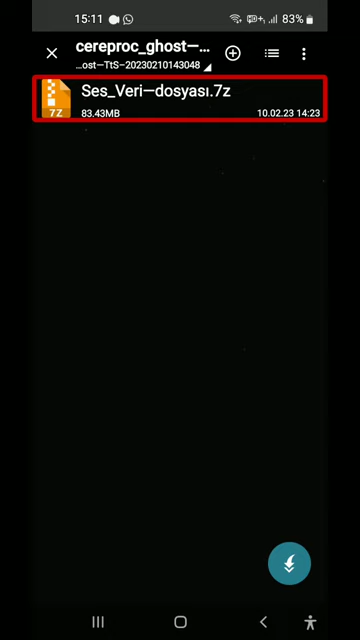 15:11
83%
cereproc_ghost—...
...ost—TtS—20230210143048
Ses_Veri—dosyası.7z
7Z
83.43MB
10.02.23 14:23